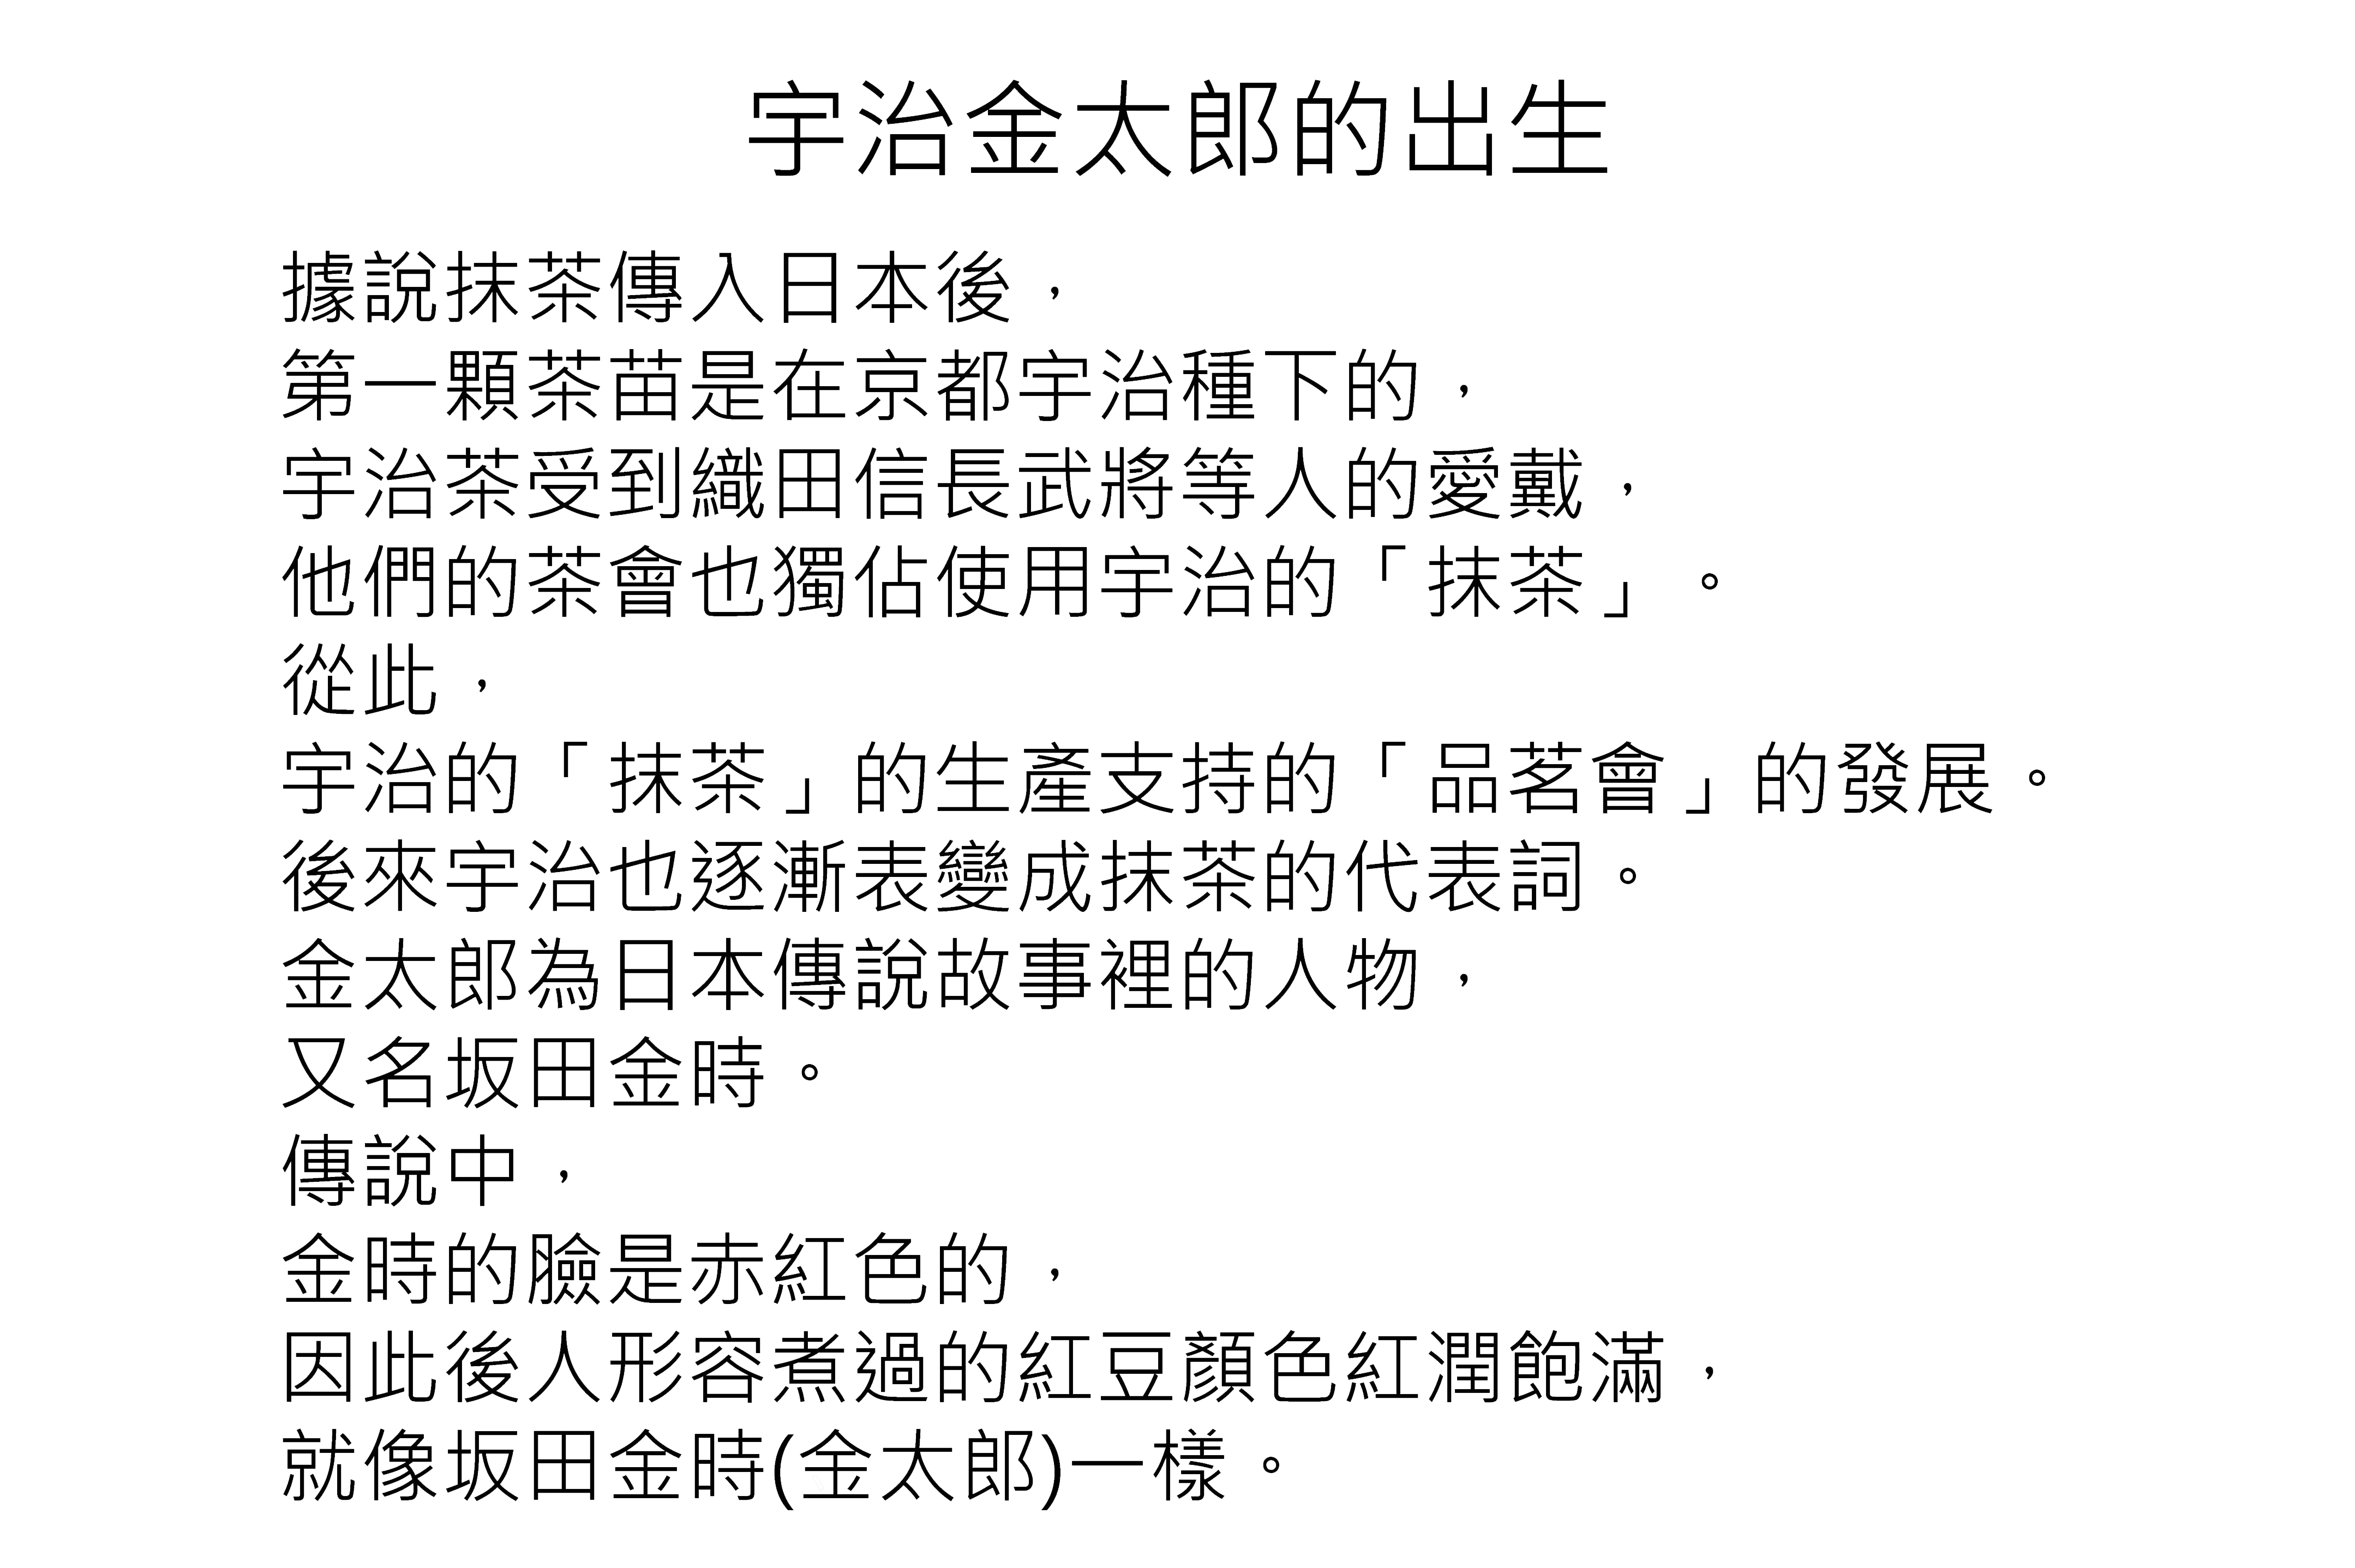 宇治金太郎的出生
據說抹茶傳入日本後，
第一顆茶苗是在京都宇治種下的，
宇治茶受到織田信長武將等人的愛戴，
他們的茶會也獨佔使用宇治的「抹茶」。
從此，
宇治的「抹茶」的生產支持的「品茗會」的發展。
後來宇治也逐漸表變成抹茶的代表詞。
金太郎為日本傳說故事裡的人物，
又名坂田金時。
傳說中，
金時的臉是赤紅色的，
因此後人形容煮過的紅豆顏色紅潤飽滿，
就像坂田金時(金太郎)一樣。